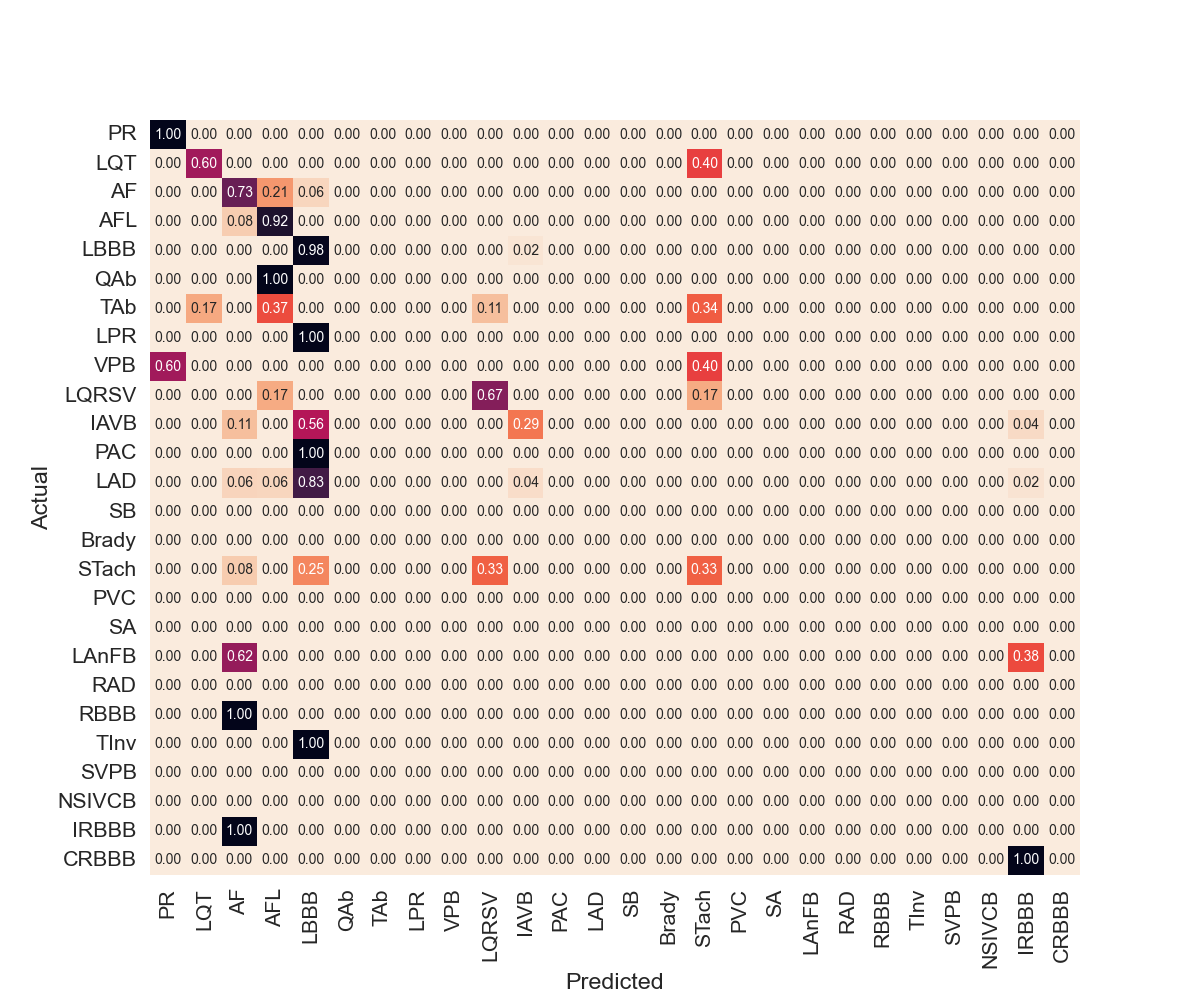 PR 1.00 0.00 0.00 0.00 0.00 0.00 0.00 0.00 0.00 0.00 0.00 0.00 0.00 0.00 0.00 0.00 0.00 0.00 0.00 0.00 0.00 0.00 0.00 0.00 0.00 0.00
LQT 0.00 0.60 0.00 0.00 0.00 0.00 0.00 0.00 0.00 0.00 0.00 0.00 0.00 0.00 0.00 0.40 0.00 0.00 0.00 0.00 0.00 0.00 0.00 0.00 0.00 0.00
AF 0.00 0.00 0.73 0.21 0.06 0.00 0.00 0.00 0.00 0.00 0.00 0.00 0.00 0.00 0.00 0.00 0.00 0.00 0.00 0.00 0.00 0.00 0.00 0.00 0.00 0.00
AFL 0.00 0.00 0.08 0.92 0.00 0.00 0.00 0.00 0.00 0.00 0.00 0.00 0.00 0.00 0.00 0.00 0.00 0.00 0.00 0.00 0.00 0.00 0.00 0.00 0.00 0.00
LBBB 0.00 0.00 0.00 0.00 0.98 0.00 0.00 0.00 0.00 0.00 0.02 0.00 0.00 0.00 0.00 0.00 0.00 0.00 0.00 0.00 0.00 0.00 0.00 0.00 0.00 0.00
QAb 0.00 0.00 0.00 1.00 0.00 0.00 0.00 0.00 0.00 0.00 0.00 0.00 0.00 0.00 0.00 0.00 0.00 0.00 0.00 0.00 0.00 0.00 0.00 0.00 0.00 0.00
TAb 0.00 0.17 0.00 0.37 0.00 0.00 0.00 0.00 0.00 0.11 0.00 0.00 0.00 0.00 0.00 0.34 0.00 0.00 0.00 0.00 0.00 0.00 0.00 0.00 0.00 0.00
LPR 0.00 0.00 0.00 0.00 1.00 0.00 0.00 0.00 0.00 0.00 0.00 0.00 0.00 0.00 0.00 0.00 0.00 0.00 0.00 0.00 0.00 0.00 0.00 0.00 0.00 0.00
VPB 0.60 0.00 0.00 0.00 0.00 0.00 0.00 0.00 0.00 0.00 0.00 0.00 0.00 0.00 0.00 0.40 0.00 0.00 0.00 0.00 0.00 0.00 0.00 0.00 0.00 0.00
LQRSV 0.00 0.00 0.00 0.17 0.00 0.00 0.00 0.00 0.00 0.67 0.00 0.00 0.00 0.00 0.00 0.17 0.00 0.00 0.00 0.00 0.00 0.00 0.00 0.00 0.00 0.00
IAVB 0.00 0.00 0.11 0.00 0.56 0.00 0.00 0.00 0.00 0.00 0.29 0.00 0.00 0.00 0.00 0.00 0.00 0.00 0.00 0.00 0.00 0.00 0.00 0.00 0.04 0.00
PAC 0.00 0.00 0.00 0.00 1.00 0.00 0.00 0.00 0.00 0.00 0.00 0.00 0.00 0.00 0.00 0.00 0.00 0.00 0.00 0.00 0.00 0.00 0.00 0.00 0.00 0.00
LAD 0.00 0.00 0.06 0.06 0.83 0.00 0.00 0.00 0.00 0.00 0.04 0.00 0.00 0.00 0.00 0.00 0.00 0.00 0.00 0.00 0.00 0.00 0.00 0.00 0.02 0.00
SB 0.00 0.00 0.00 0.00 0.00 0.00 0.00 0.00 0.00 0.00 0.00 0.00 0.00 0.00 0.00 0.00 0.00 0.00 0.00 0.00 0.00 0.00 0.00 0.00 0.00 0.00
Brady 0.00 0.00 0.00 0.00 0.00 0.00 0.00 0.00 0.00 0.00 0.00 0.00 0.00 0.00 0.00 0.00 0.00 0.00 0.00 0.00 0.00 0.00 0.00 0.00 0.00 0.00
STach 0.00 0.00 0.08 0.00 0.25 0.00 0.00 0.00 0.00 0.33 0.00 0.00 0.00 0.00 0.00 0.33 0.00 0.00 0.00 0.00 0.00 0.00 0.00 0.00 0.00 0.00
PVC 0.00 0.00 0.00 0.00 0.00 0.00 0.00 0.00 0.00 0.00 0.00 0.00 0.00 0.00 0.00 0.00 0.00 0.00 0.00 0.00 0.00 0.00 0.00 0.00 0.00 0.00
SA 0.00 0.00 0.00 0.00 0.00 0.00 0.00 0.00 0.00 0.00 0.00 0.00 0.00 0.00 0.00 0.00 0.00 0.00 0.00 0.00 0.00 0.00 0.00 0.00 0.00 0.00
LAnFB 0.00 0.00 0.62 0.00 0.00 0.00 0.00 0.00 0.00 0.00 0.00 0.00 0.00 0.00 0.00 0.00 0.00 0.00 0.00 0.00 0.00 0.00 0.00 0.00 0.38 0.00
RAD 0.00 0.00 0.00 0.00 0.00 0.00 0.00 0.00 0.00 0.00 0.00 0.00 0.00 0.00 0.00 0.00 0.00 0.00 0.00 0.00 0.00 0.00 0.00 0.00 0.00 0.00
RBBB 0.00 0.00 1.00 0.00 0.00 0.00 0.00 0.00 0.00 0.00 0.00 0.00 0.00 0.00 0.00 0.00 0.00 0.00 0.00 0.00 0.00 0.00 0.00 0.00 0.00 0.00
TInv 0.00 0.00 0.00 0.00 1.00 0.00 0.00 0.00 0.00 0.00 0.00 0.00 0.00 0.00 0.00 0.00 0.00 0.00 0.00 0.00 0.00 0.00 0.00 0.00 0.00 0.00
SVPB 0.00 0.00 0.00 0.00 0.00 0.00 0.00 0.00 0.00 0.00 0.00 0.00 0.00 0.00 0.00 0.00 0.00 0.00 0.00 0.00 0.00 0.00 0.00 0.00 0.00 0.00
NSIVCB 0.00 0.00 0.00 0.00 0.00 0.00 0.00 0.00 0.00 0.00 0.00 0.00 0.00 0.00 0.00 0.00 0.00 0.00 0.00 0.00 0.00 0.00 0.00 0.00 0.00 0.00
IRBBB 0.00 0.00 1.00 0.00 0.00 0.00 0.00 0.00 0.00 0.00 0.00 0.00 0.00 0.00 0.00 0.00 0.00 0.00 0.00 0.00 0.00 0.00 0.00 0.00 0.00 0.00
CRBBB 0.00 0.00 0.00 0.00 0.00 0.00 0.00 0.00 0.00 0.00 0.00 0.00 0.00 0.00 0.00 0.00 0.00 0.00 0.00 0.00 0.00 0.00 0.00 0.00 1.00 0.00
Actual
PR LQT AF AFL LBBB QAb TAb LPR VPB LQRSV IAVB PAC LAD SB Brady STach PVC SA LAnFB RAD RBBB TInv SVPB NSIVCB IRBBB CRBBB
Predicted